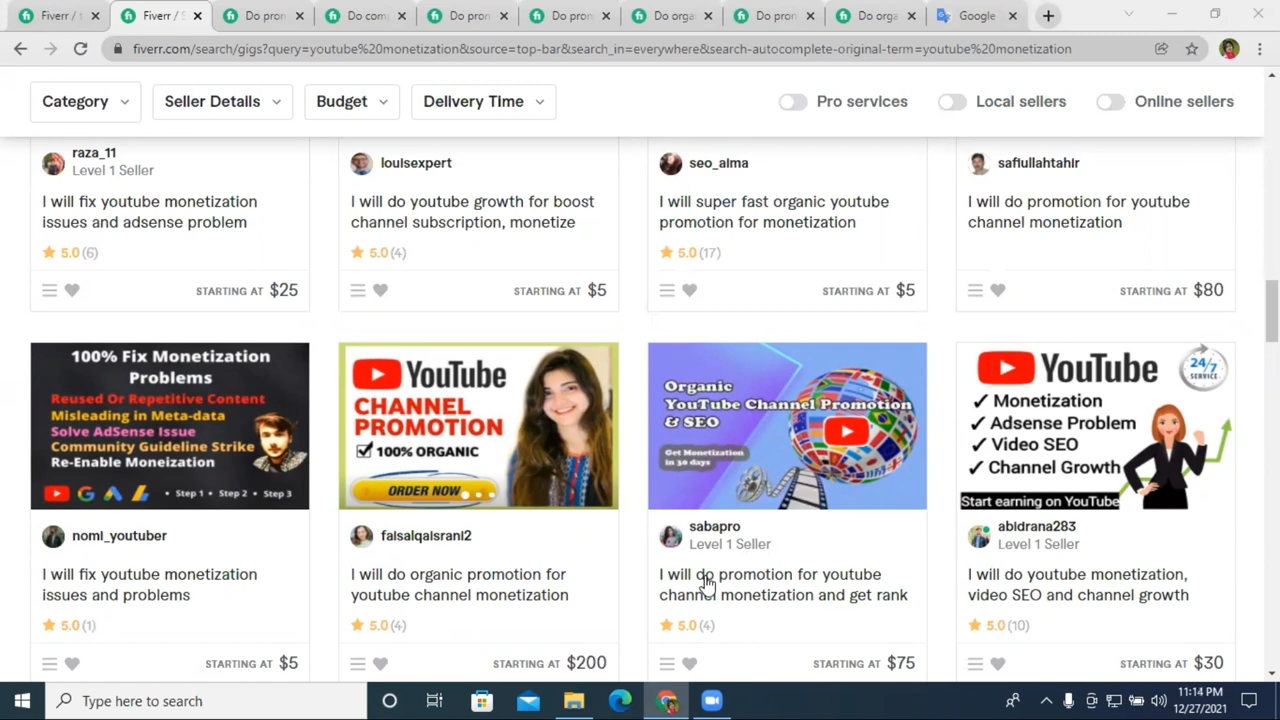 Fiverr /
Fiverr / S
Do pron
Do com
Do pron
Do pron
Do orga
Do pron
Do orga
Google
fiverr.com/search/gigs?query=youtube%20monetization&source=top-bar&search_in=everywhere&search-autocomplete-original-term=youtube%20monetization
Category
Seller Details
Budget
Delivery Time
Pro services
Local sellers
Online sellers
raza_11
Level 1 Seller
I will fix youtube monetization
issues and adsense problem
5.0 (6)
STARTING AT $25
louisexpert
I will do youtube growth for boost
channel subscription, monetize
5.0 (4)
STARTING AT $5
seo_alma
I will super fast organic youtube
promotion for monetization
5.0 (17)
STARTING AT $5
safiullahtahir
I will do promotion for youtube
channel monetization
STARTING AT $80
100% Fix Monetization
Problems
Reused Or Repetitive Content
Misleading in Meta-data
Solve AdSense Issue
Community Guideline Strike
Re-Enable Moneization
• Step 1 • Step 2 • Step 3
nomi_youtuber
I will fix youtube monetization
issues and problems
5.0 (1)
STARTING AT $5
YouTube
CHANNEL
PROMOTION
100% ORGANIC
ORDER NOW
faisalqaisrani2
I will do organic promotion for
youtube channel monetization
5.0 (4)
STARTING AT $200
Organic
YouTube Channel Promotion
& SEO
Get Monetization
in 30 days
sabapro
Level 1 Seller
I will do promotion for youtube
channel monetization and get rank
5.0 (4)
STARTING AT $75
YouTube
24/7
SERVICE
✓ Monetization
✓ Adsense Problem
✓ Video SEO
✓ Channel Growth
Start earning on YouTube
abidrana283
Level 1 Seller
I will do youtube monetization,
video SEO and channel growth
5.0 (10)
STARTING AT $30
Type here to search
11:14 PM
12/27/2021